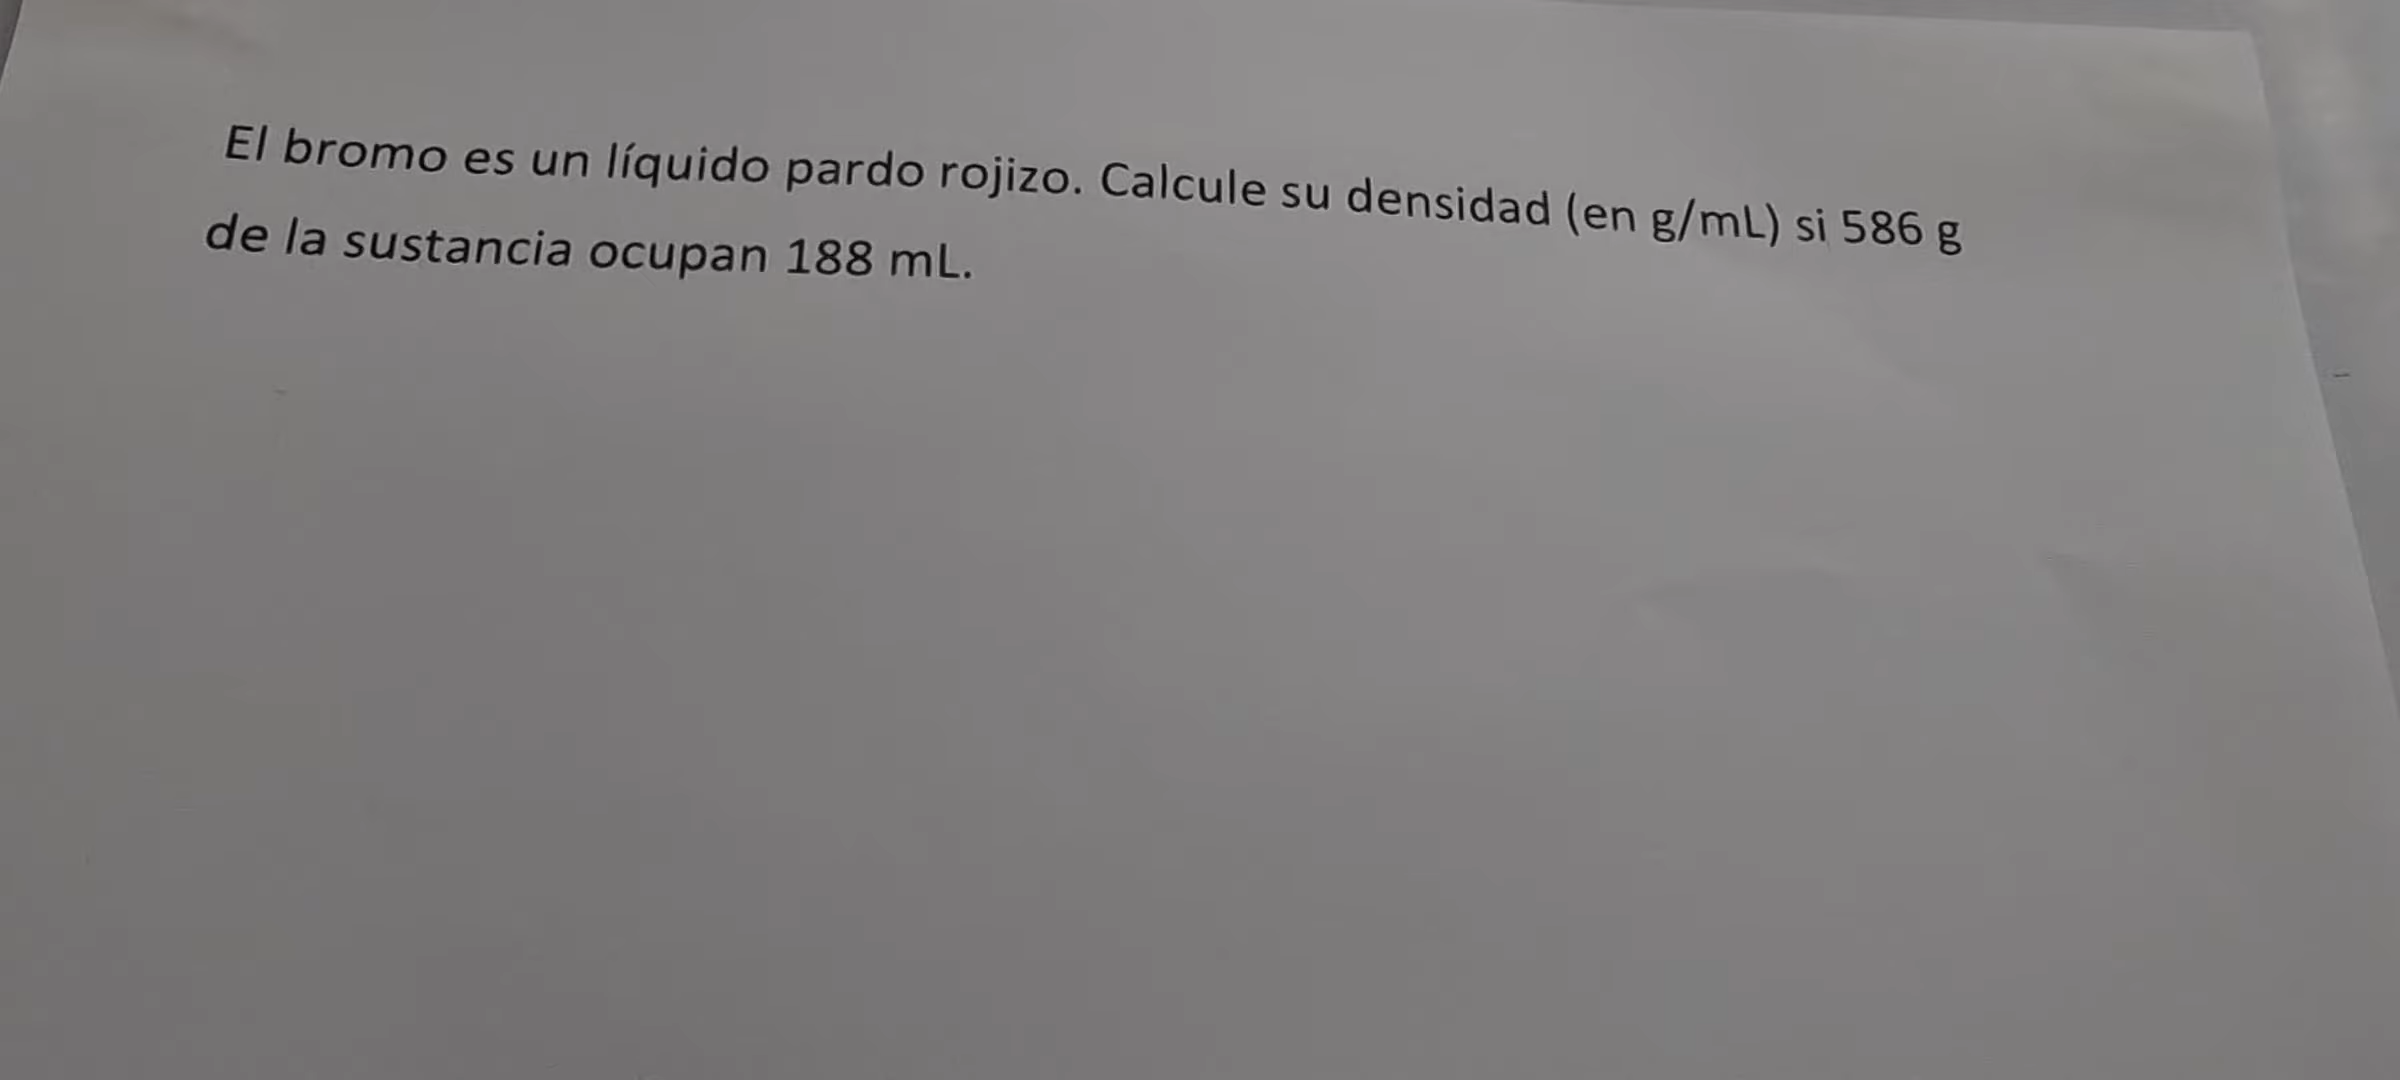 El bromo es un líquido pardo rojizo. Calcule su densidad (en g/mL) si 586 g
de la sustancia ocupan 188 mL.